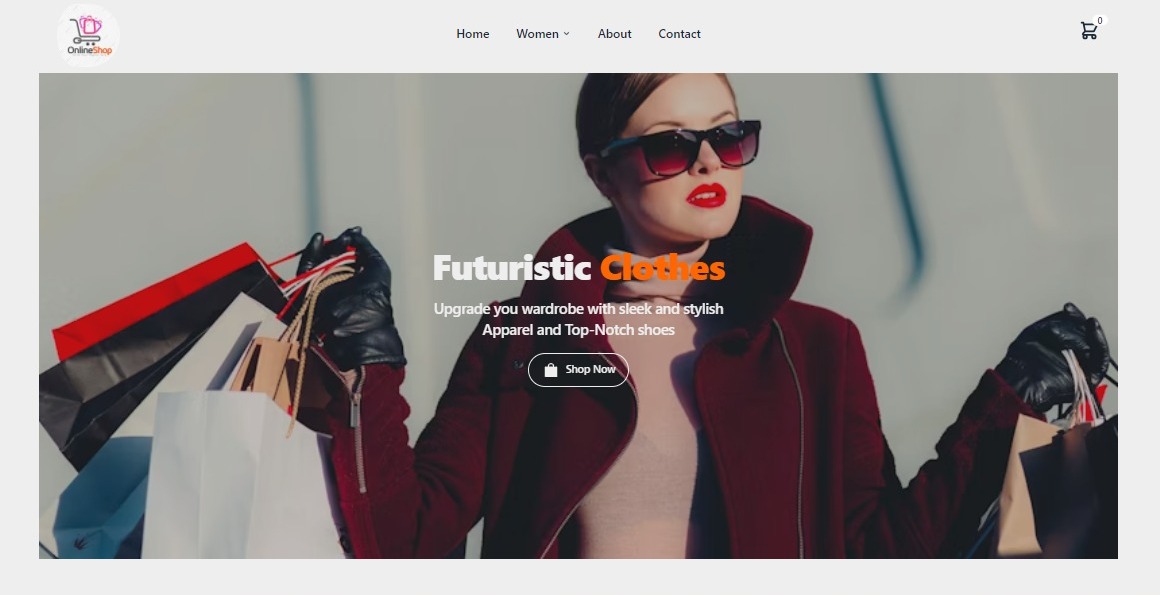 OnlineShop
Home Women About Contact
0
Futuristic Clothes
Upgrade you wardrobe with sleek and stylish
Apparel and Top-Notch shoes
Shop Now